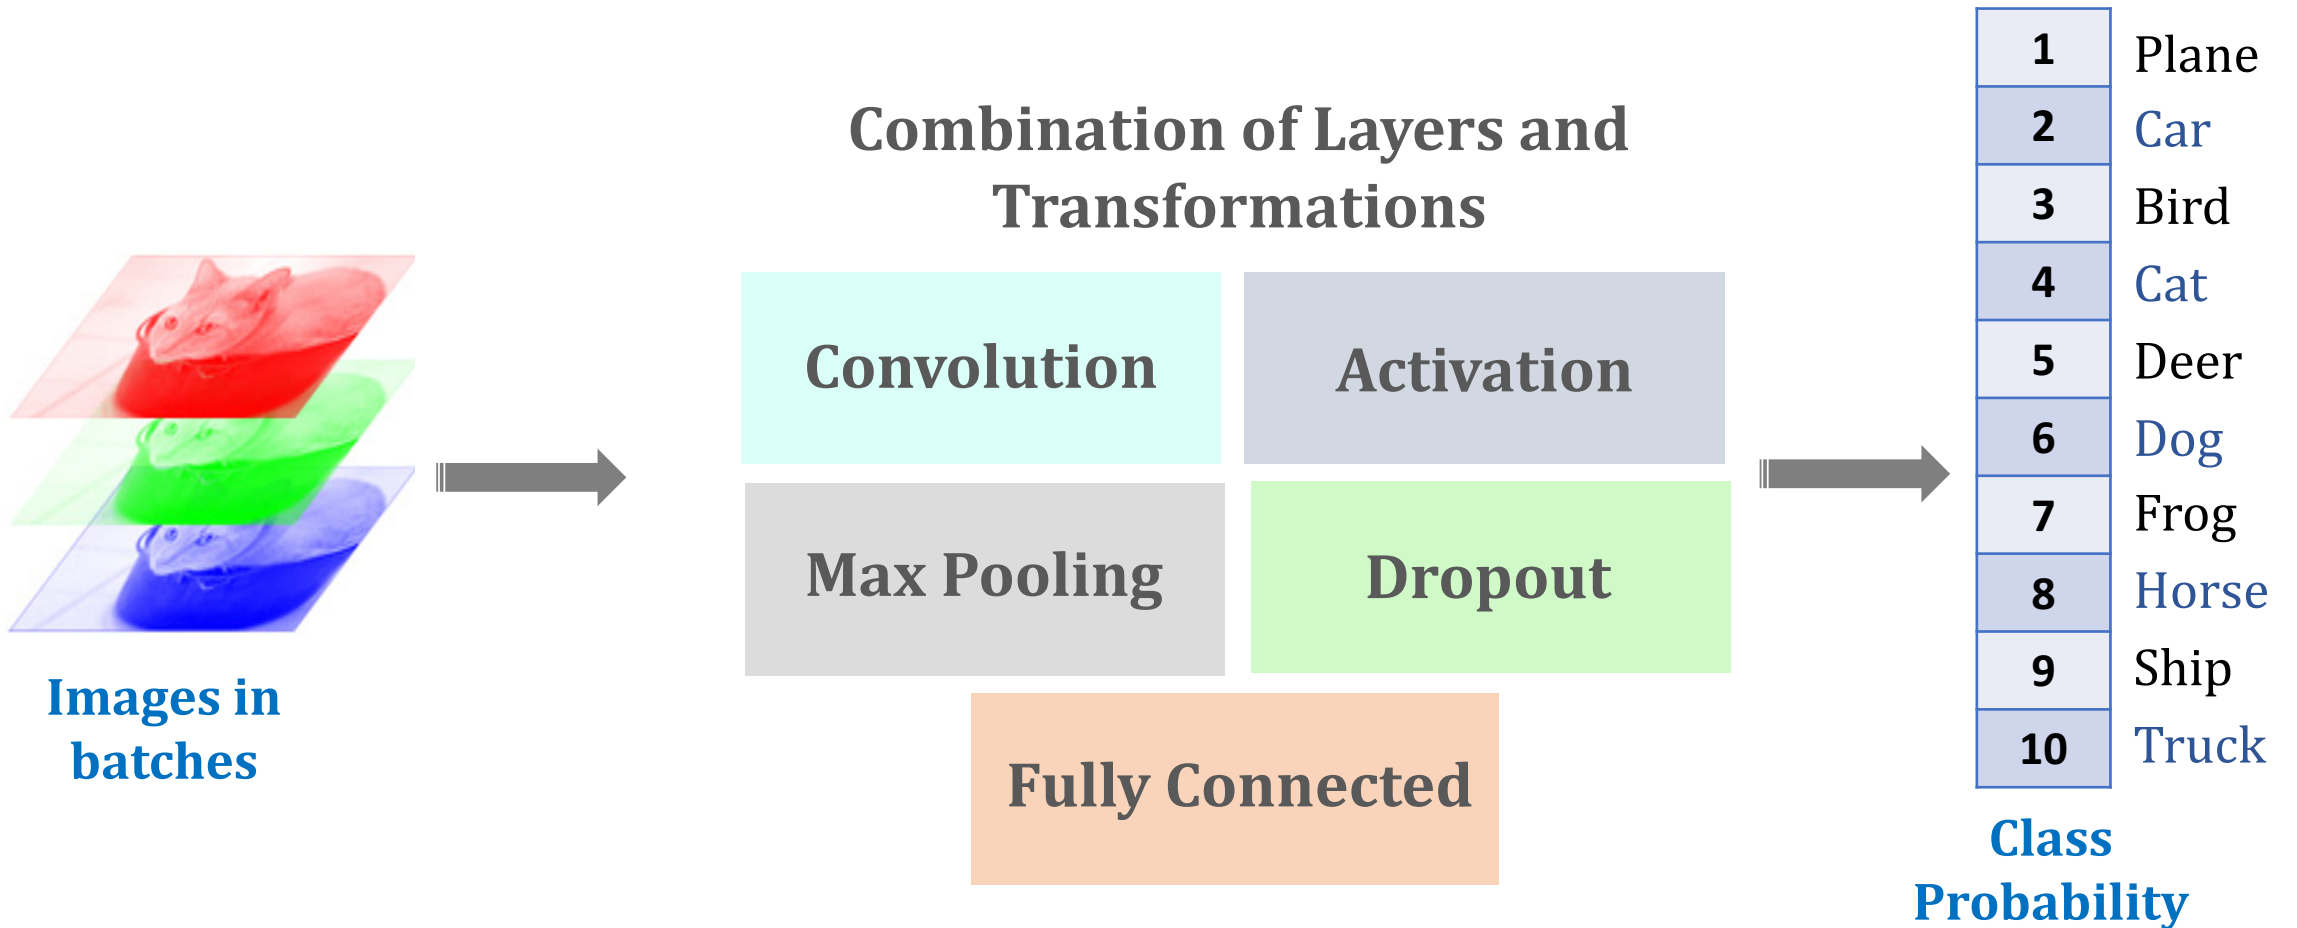 Images in
batches
Combination of Layers and
Transformations
Convolution
Activation
Max Pooling
Dropout
Fully Connected
1 Plane
2 Car
3 Bird
4 Cat
5 Deer
6 Dog
7 Frog
8 Horse
9 Ship
10 Truck
Class
Probability